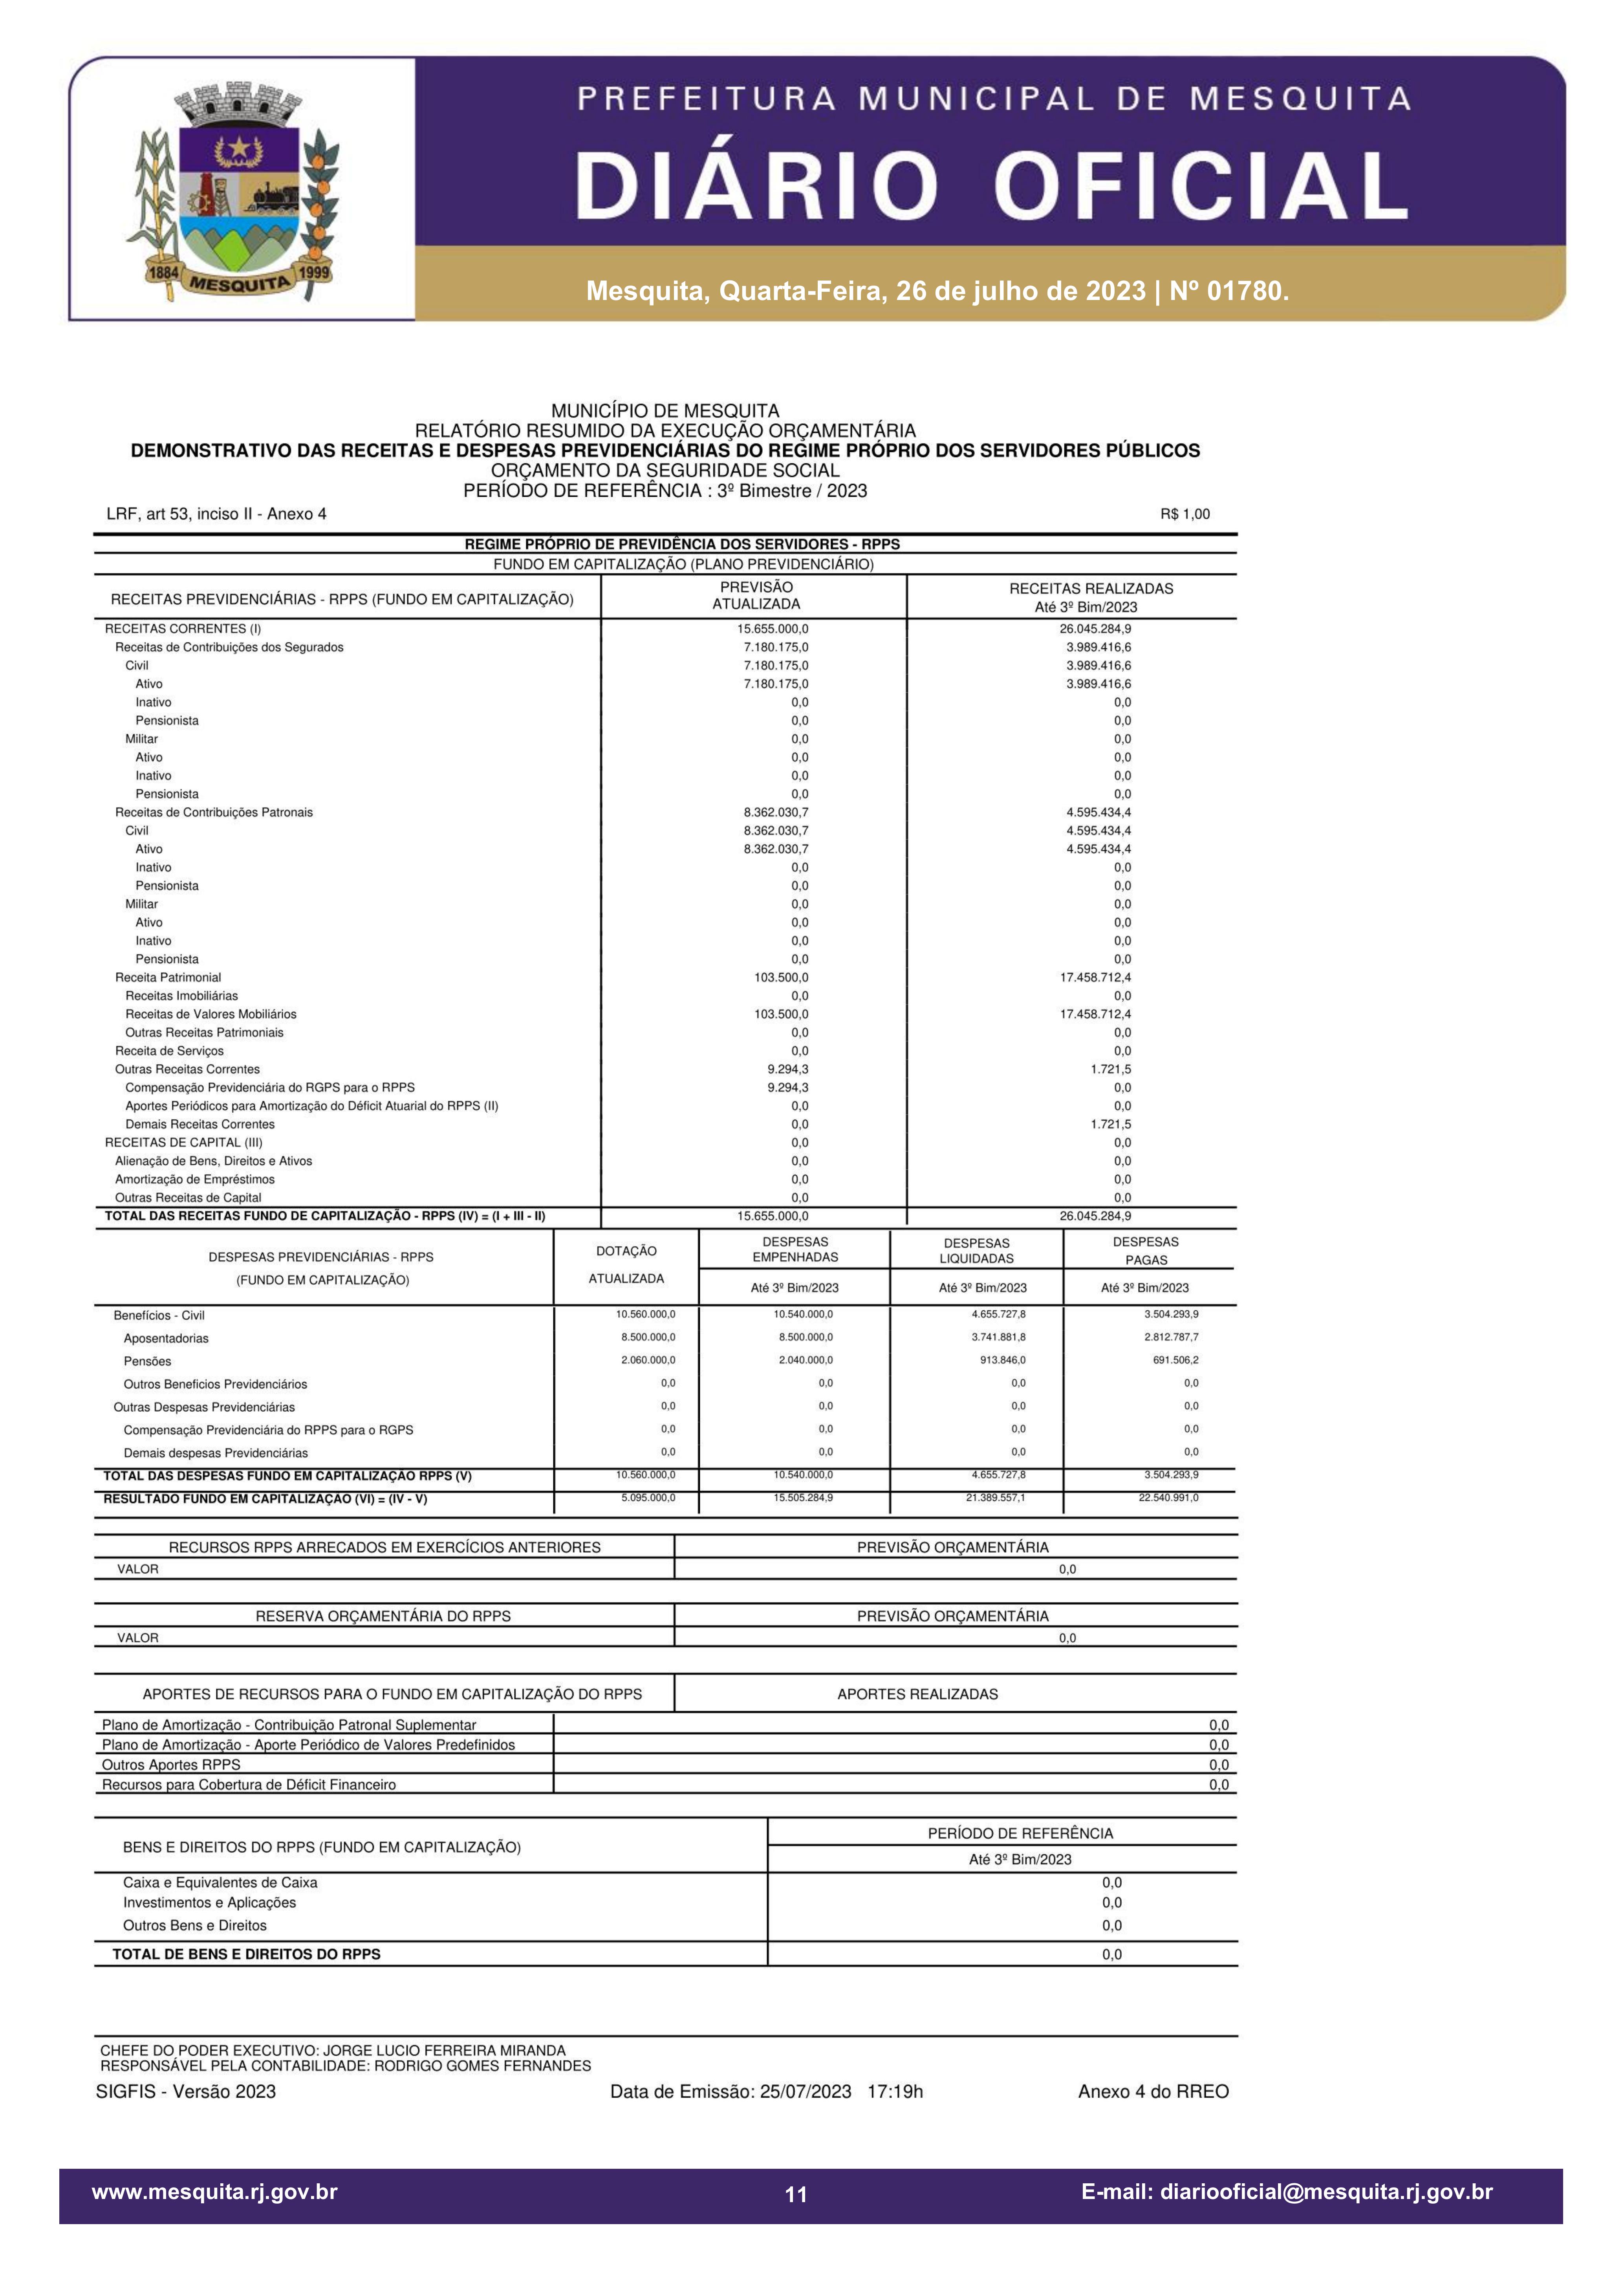 PREFEITURA MUNICIPAL DE MESQUITA
DIÁRIO OFICIAL
1884 MESQUITA 1999
Mesquita, Quarta-Feira, 26 de julho de 2023 | Nº 01780.
MUNICÍPIO DE MESQUITA
RELATÓRIO RESUMIDO DA EXECUÇÃO ORÇAMENTÁRIA
DEMONSTRATIVO DAS RECEITAS E DESPESAS PREVIDENCIÁRIAS DO REGIME PRÓPRIO DOS SERVIDORES PÚBLICOS
ORÇAMENTO DA SEGURIDADE SOCIAL
PERÍODO DE REFERÊNCIA : 3º Bimestre / 2023
LRF, art 53, inciso II - Anexo 4 R$ 1,00
REGIME PRÓPRIO DE PREVIDÊNCIA DOS SERVIDORES - RPPS
FUNDO EM CAPITALIZAÇÃO (PLANO PREVIDENCIÁRIO)
RECEITAS PREVIDENCIÁRIAS - RPPS (FUNDO EM CAPITALIZAÇÃO) PREVISÃO ATUALIZADA RECEITAS REALIZADAS Até 3º Bim/2023
RECEITAS CORRENTES (I) 15.655.000,0 26.045.284,9
Receitas de Contribuições dos Segurados 7.180.175,0 3.989.416,6
Civil 7.180.175,0 3.989.416,6
Ativo 7.180.175,0 3.989.416,6
Inativo 0,0 0,0
Pensionista 0,0 0,0
Militar 0,0 0,0
Ativo 0,0 0,0
Inativo 0,0 0,0
Pensionista 0,0 0,0
Receitas de Contribuições Patronais 8.362.030,7 4.595.434,4
Civil 8.362.030,7 4.595.434,4
Ativo 8.362.030,7 4.595.434,4
Inativo 0,0 0,0
Pensionista 0,0 0,0
Militar 0,0 0,0
Ativo 0,0 0,0
Inativo 0,0 0,0
Pensionista 0,0 0,0
Receita Patrimonial 103.500,0 17.458.712,4
Receitas Imobiliárias 0,0 0,0
Receitas de Valores Mobiliários 103.500,0 17.458.712,4
Outras Receitas Patrimoniais 0,0 0,0
Receita de Serviços 0,0 0,0
Outras Receitas Correntes 9.294,3 1.721,5
Compensação Previdenciária do RGPS para o RPPS 9.294,3 0,0
Aportes Periódicos para Amortização do Déficit Atuarial do RPPS (II) 0,0 0,0
Demais Receitas Correntes 0,0 1.721,5
RECEITAS DE CAPITAL (III) 0,0 0,0
Alienação de Bens, Direitos e Ativos 0,0 0,0
Amortização de Empréstimos 0,0 0,0
Outras Receitas de Capital 0,0 0,0
TOTAL DAS RECEITAS FUNDO DE CAPITALIZAÇÃO - RPPS (IV) = (I + III - II) 15.655.000,0 26.045.284,9
DESPESAS PREVIDENCIÁRIAS - RPPS (FUNDO EM CAPITALIZAÇÃO) DOTAÇÃO ATUALIZADA DESPESAS EMPENHADAS DESPESAS LIQUIDADAS DESPESAS PAGAS
Até 3º Bim/2023 Até 3º Bim/2023 Até 3º Bim/2023
Benefícios - Civil 10.560.000,0 10.540.000,0 4.655.727,8 3.504.293,9
Aposentadorias 8.500.000,0 8.500.000,0 3.741.881,8 2.812.787,7
Pensões 2.060.000,0 2.040.000,0 913.846,0 691.506,2
Outros Beneficios Previdenciários 0,0 0,0 0,0 0,0
Outras Despesas Previdenciárias 0,0 0,0 0,0 0,0
Compensação Previdenciária do RPPS para o RGPS 0,0 0,0 0,0 0,0
Demais despesas Previdenciárias 0,0 0,0 0,0 0,0
TOTAL DAS DESPESAS FUNDO EM CAPITALIZAÇÃO RPPS (V) 10.560.000,0 10.540.000,0 4.655.727,8 3.504.293,9
RESULTADO FUNDO EM CAPITALIZAÇÃO (VI) = (IV - V) 5.095.000,0 15.505.284,9 21.389.557,1 22.540.991,0
RECURSOS RPPS ARRECADOS EM EXERCÍCIOS ANTERIORES PREVISÃO ORÇAMENTÁRIA
VALOR 0,0
RESERVA ORÇAMENTÁRIA DO RPPS PREVISÃO ORÇAMENTÁRIA
VALOR 0,0
APORTES DE RECURSOS PARA O FUNDO EM CAPITALIZAÇÃO DO RPPS APORTES REALIZADAS
Plano de Amortização - Contribuição Patronal Suplementar 0,0
Plano de Amortização - Aporte Periódico de Valores Predefinidos 0,0
Outros Aportes RPPS 0,0
Recursos para Cobertura de Déficit Financeiro 0,0
BENS E DIREITOS DO RPPS (FUNDO EM CAPITALIZAÇÃO) PERÍODO DE REFERÊNCIA
Até 3º Bim/2023
Caixa e Equivalentes de Caixa 0,0
Investimentos e Aplicações 0,0
Outros Bens e Direitos 0,0
TOTAL DE BENS E DIREITOS DO RPPS 0,0
CHEFE DO PODER EXECUTIVO: JORGE LUCIO FERREIRA MIRANDA
RESPONSÁVEL PELA CONTABILIDADE: RODRIGO GOMES FERNANDES
SIGFIS - Versão 2023 Data de Emissão: 25/07/2023 17:19h Anexo 4 do RREO
www.mesquita.rj.gov.br 11 E-mail: diariooficial@mesquita.rj.gov.br